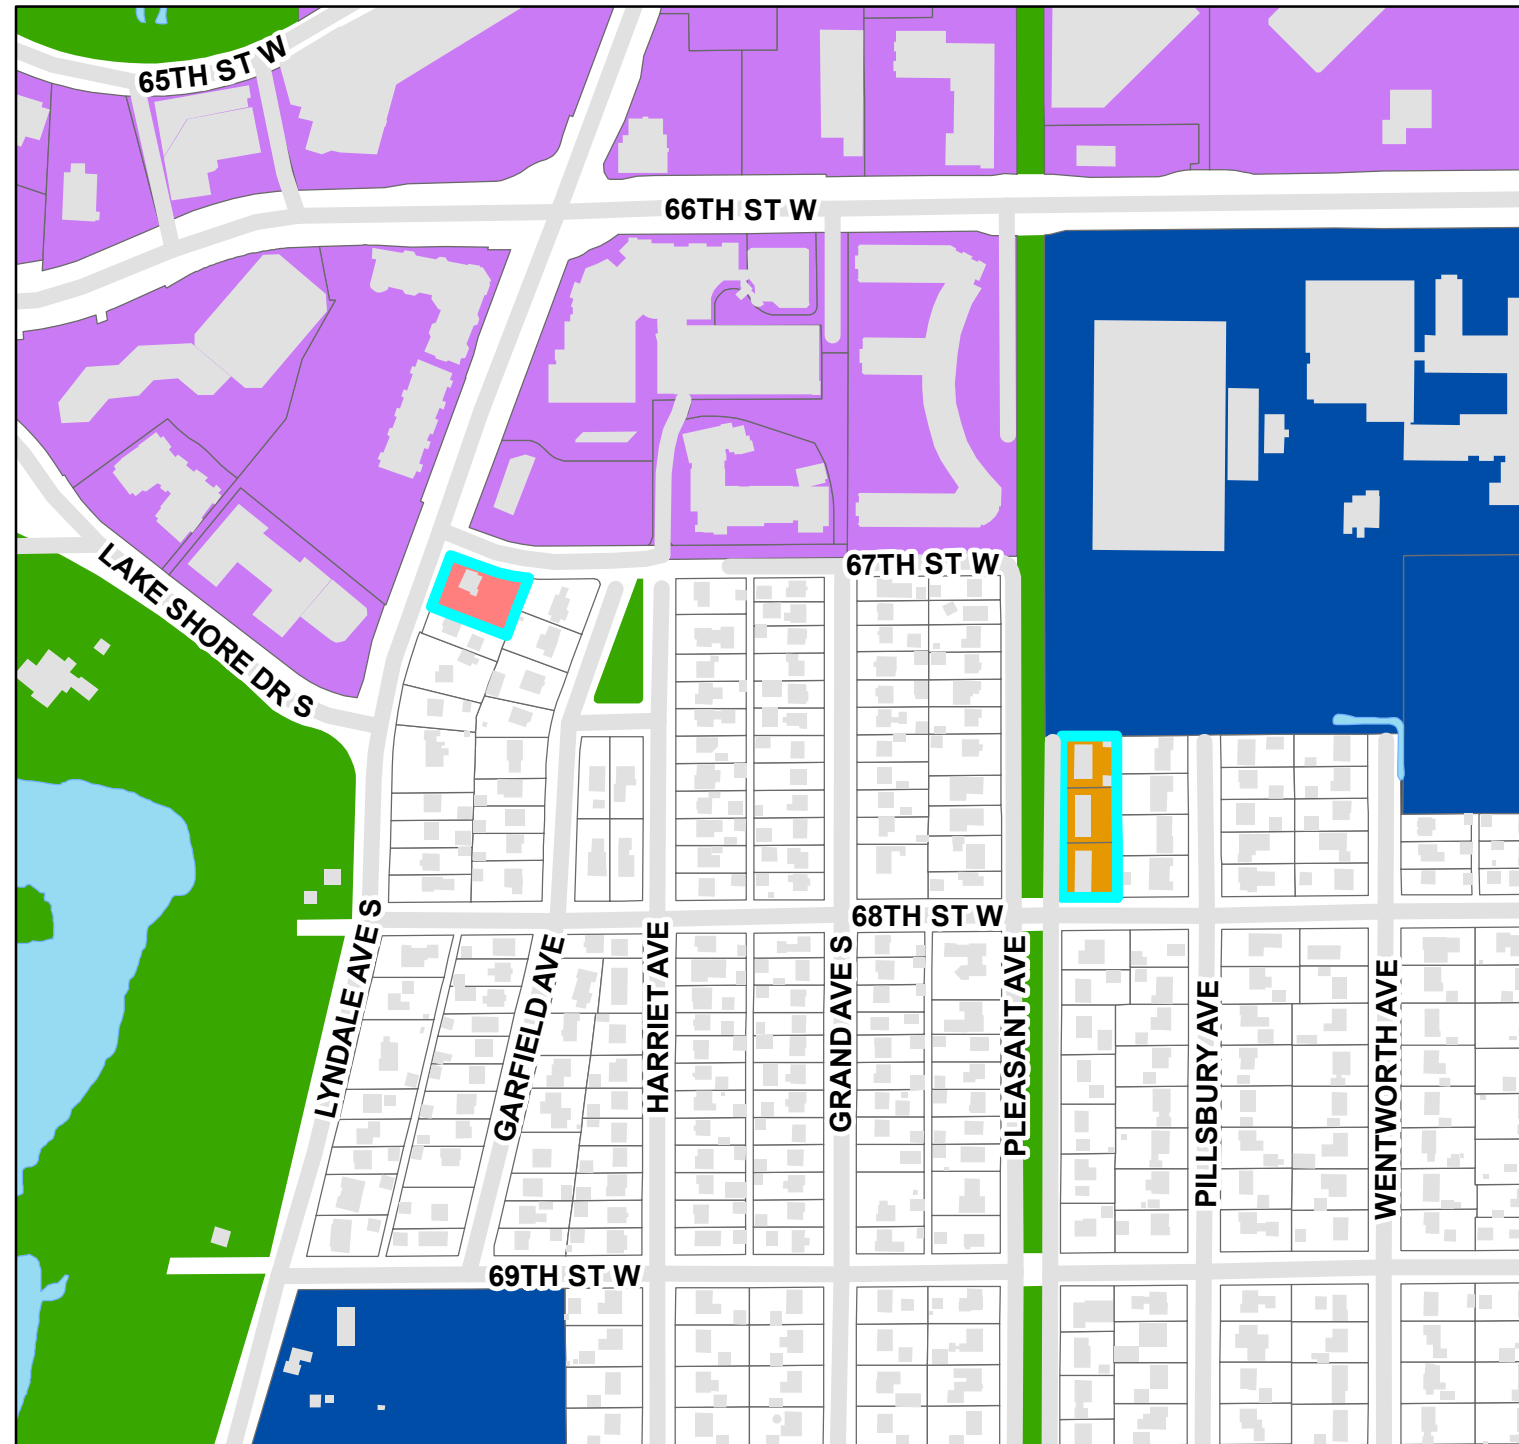 65TH ST W
66TH ST W
67TH ST W
LAKE SHORE DR S
68TH ST W
LYNDALE AVE S
GARFIELD AVE
HARRIET AVE
GRAND AVE S
PLEASANT AVE
PILLSBURY AVE
WENTWORTH AVE
69TH ST W